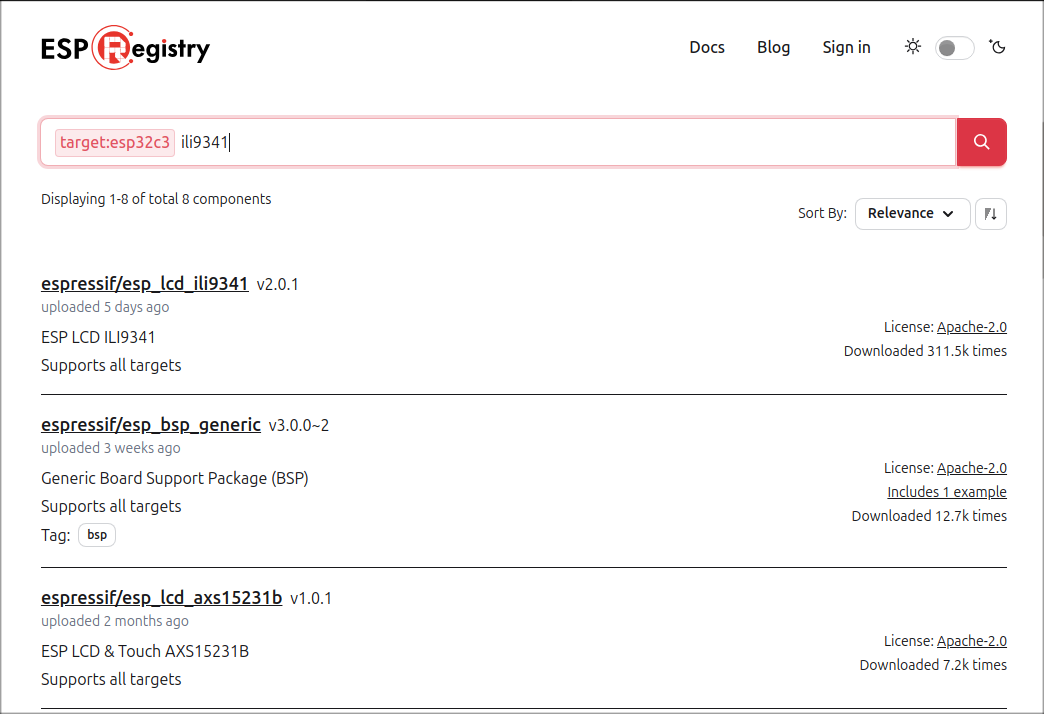 ESP Registry
Docs Blog Sign in
target:esp32c3 ili9341
Displaying 1-8 of total 8 components
Sort By: Relevance
espressif/esp_lcd_ili9341 v2.0.1
uploaded 5 days ago
ESP LCD ILI9341
Supports all targets
License: Apache-2.0
Downloaded 311.5k times
espressif/esp_bsp_generic v3.0.0~2
uploaded 3 weeks ago
Generic Board Support Package (BSP)
Supports all targets
Tag: bsp
License: Apache-2.0
Includes 1 example
Downloaded 12.7k times
espressif/esp_lcd_axs15231b v1.0.1
uploaded 2 months ago
ESP LCD & Touch AXS15231B
Supports all targets
License: Apache-2.0
Downloaded 7.2k times